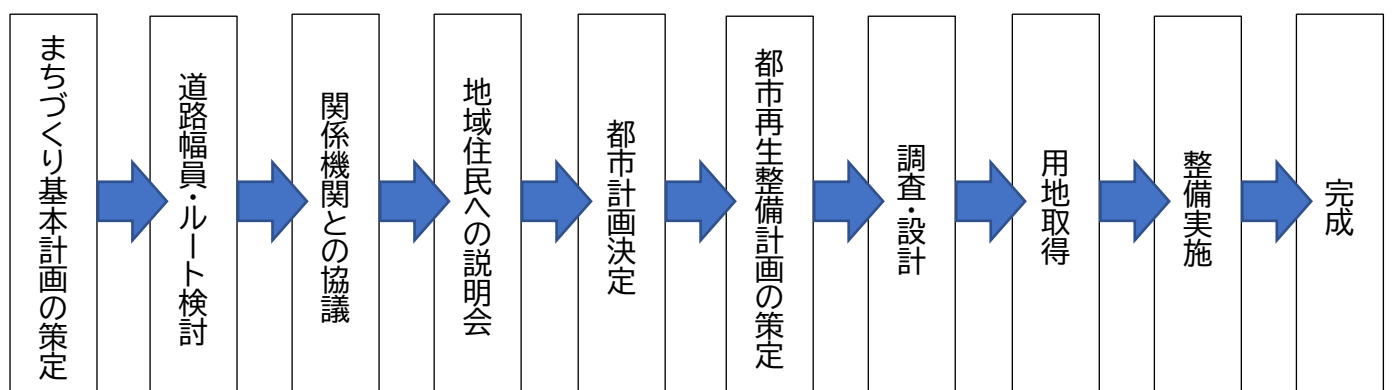 まちづくり基本計画の策定
道路幅員・ルート検討
関係機関との協議
地域住民への説明会
都市計画決定
都市再生整備計画の策定
調査・設計
用地取得
整備実施
完成